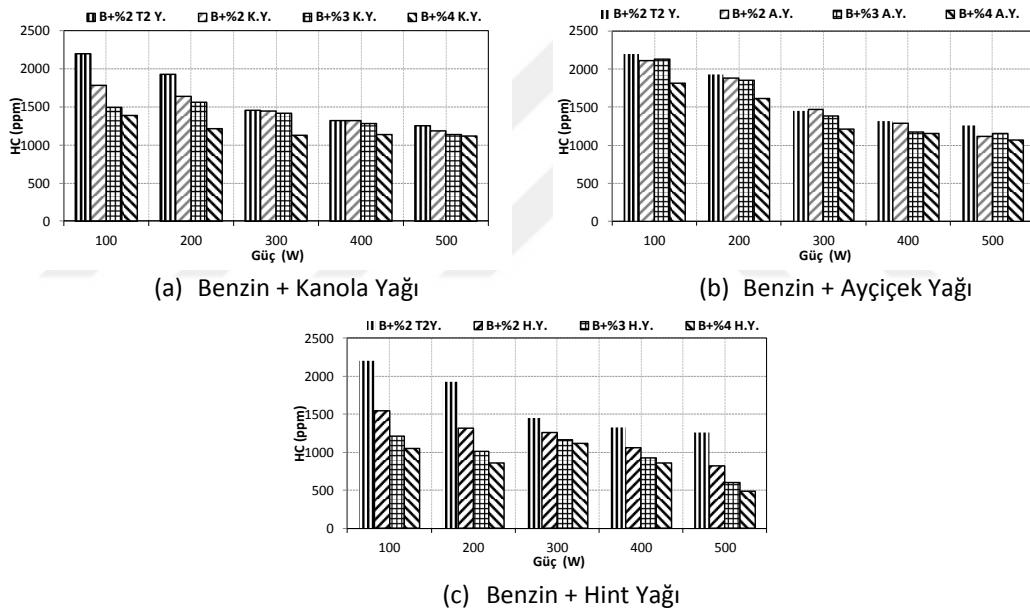 B+%2 T2 Y. B+%2 K.Y. B+%3 K.Y. B+%4 K.Y.
2500
2000
1500
1000
500
0
HC (ppm)
100 200 300 400 500
Güç (W)
(a) Benzin + Kanola Yağı
B+%2 T2 Y. B+%2 A.Y. B+%3 A.Y. B+%4 A.Y.
2500
2000
1500
1000
500
0
HC (ppm)
100 200 300 400 500
Güç (W)
(b) Benzin + Ayçiçek Yağı
B+%2 T2Y. B+%2 H.Y. B+%3 H.Y. B+%4 H.Y.
2500
2000
1500
1000
500
0
HC (ppm)
100 200 300 400 500
Güç (W)
(c) Benzin + Hint Yağı